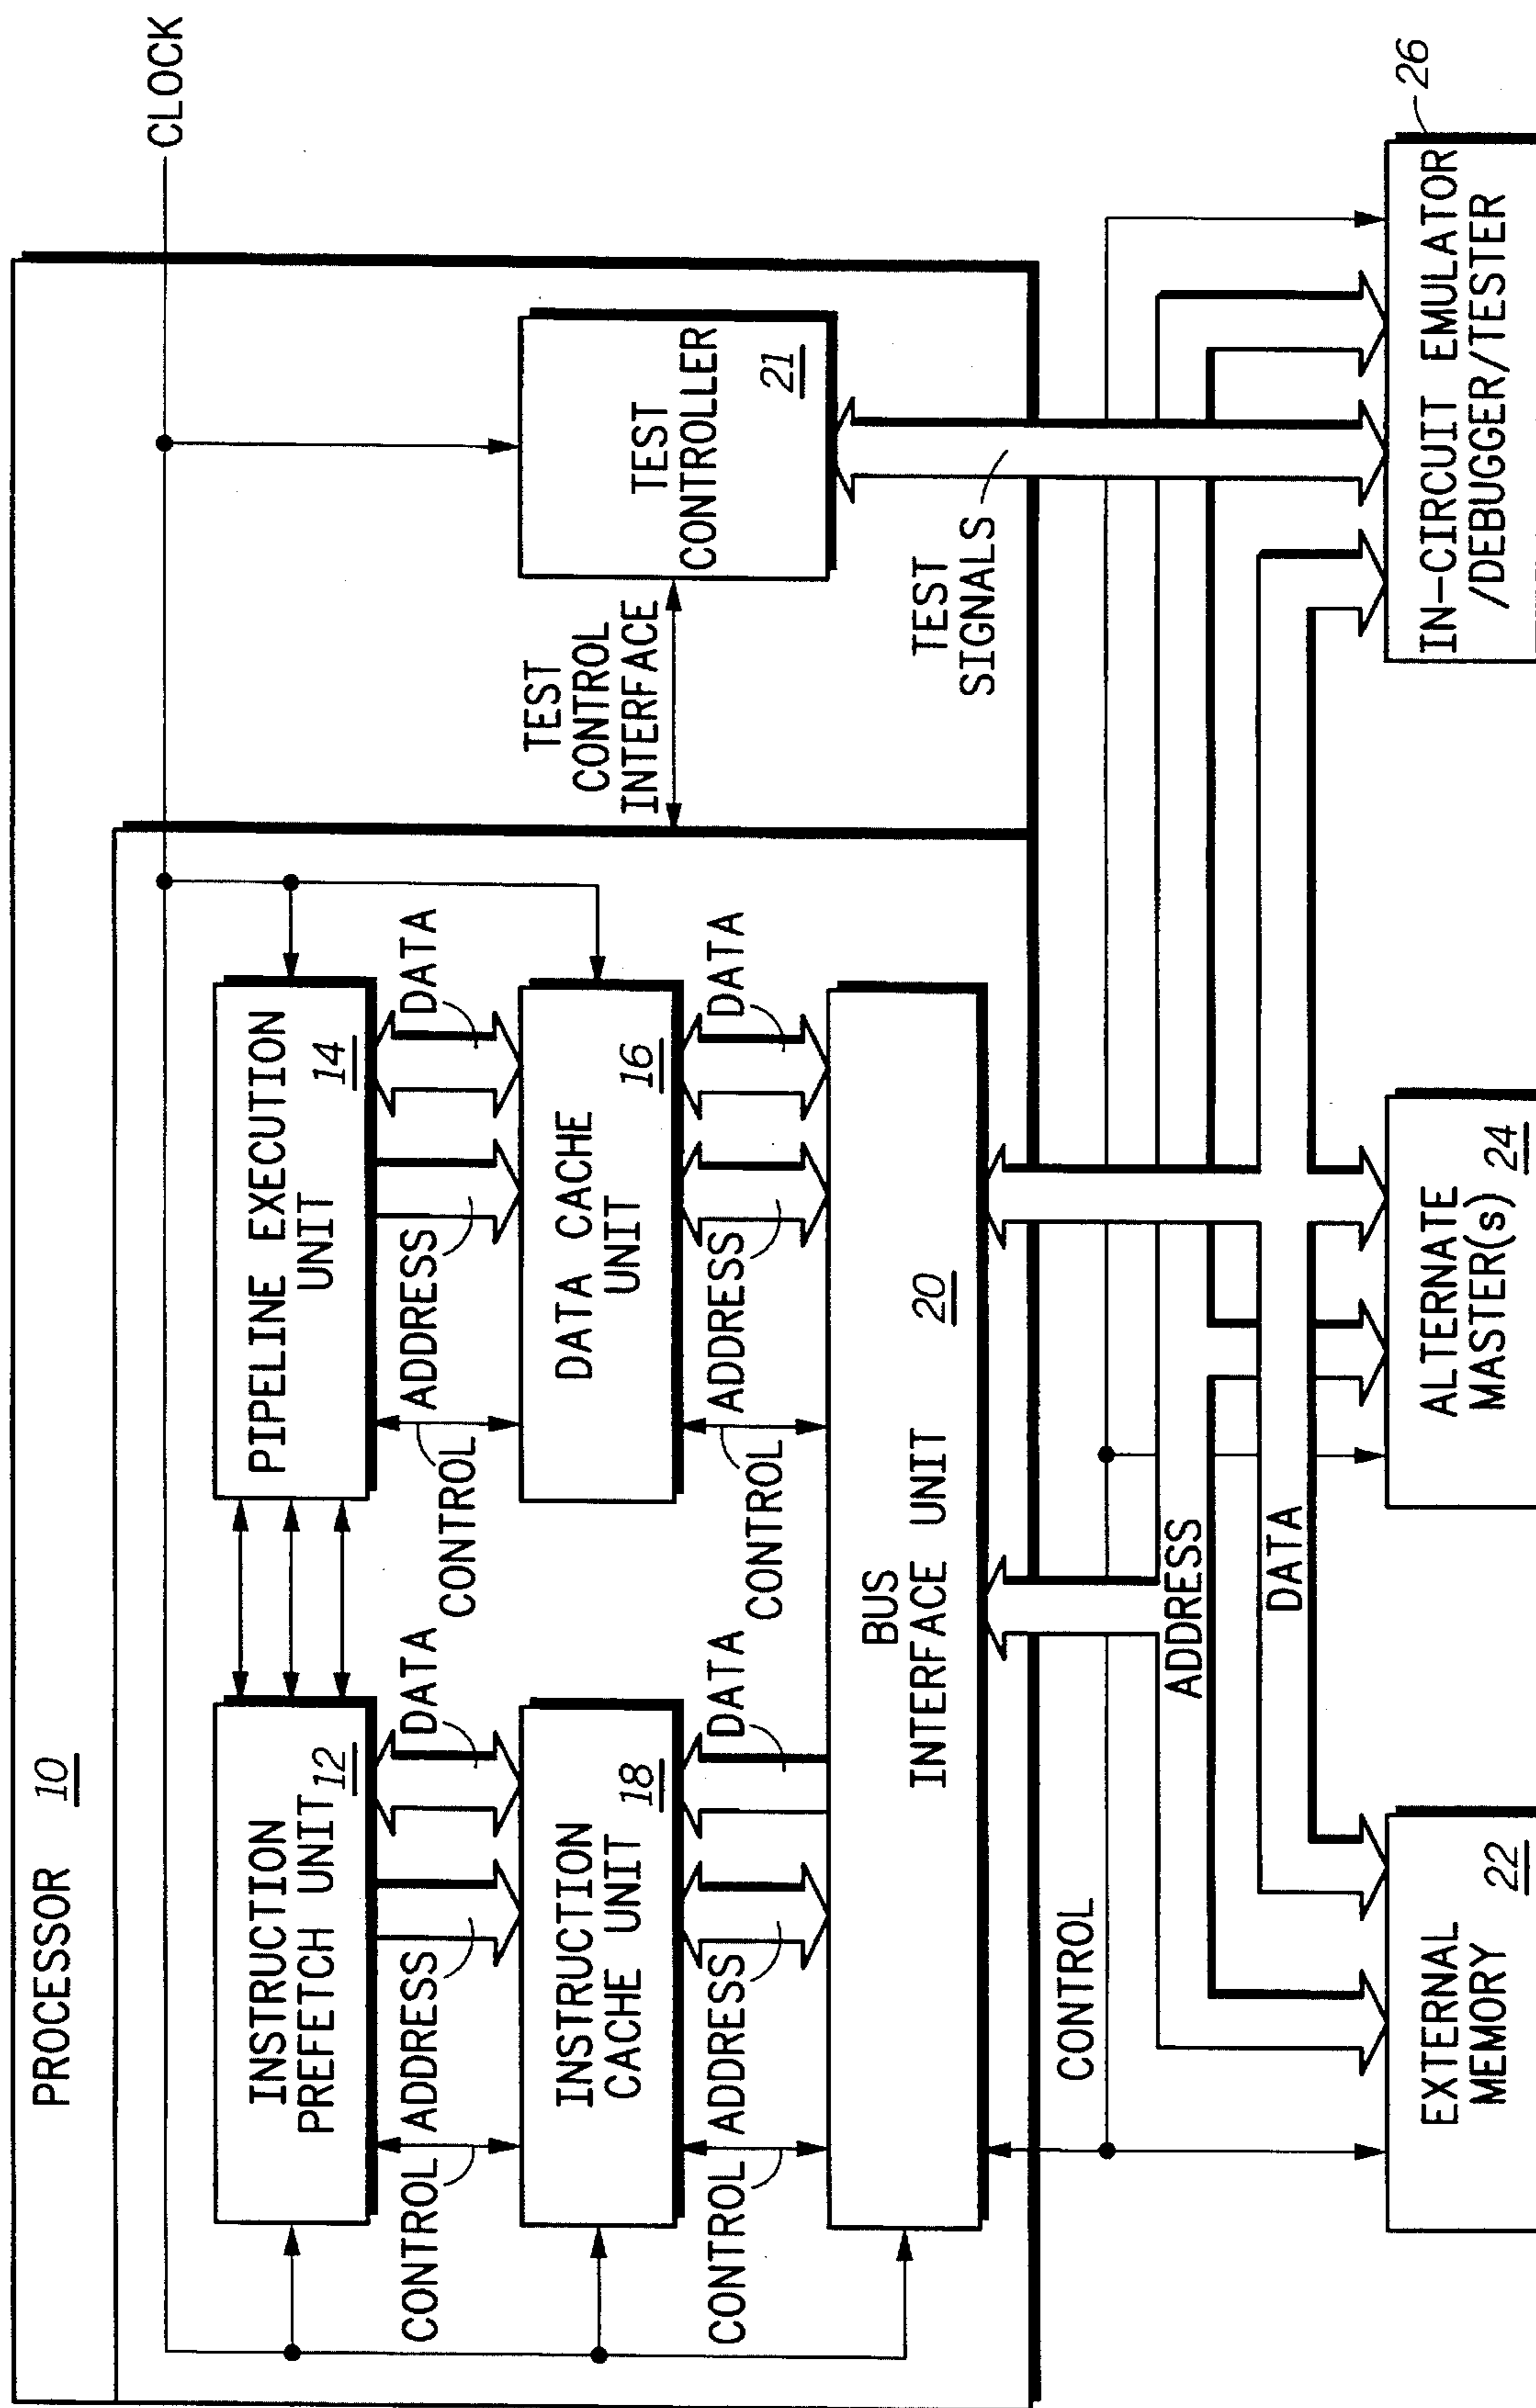 PROCESSOR 10
CLOCK
INSTRUCTION
PREFETCH UNIT 12
PIPELINE EXECUTION
UNIT 14
CONTROL
ADDRESS
DATA
CONTROL
ADDRESS
DATA
INSTRUCTION
CACHE UNIT 18
DATA CACHE
UNIT 16
TEST
CONTROL
INTERFACE
TEST
CONTROLLER
21
CONTROL
ADDRESS
DATA
CONTROL
ADDRESS
DATA
BUS
INTERFACE UNIT 20
TEST
SIGNALS
CONTROL
ADDRESS
DATA
EXTERNAL
MEMORY 22
ALTERNATE
MASTER(s) 24
IN-CIRCUIT EMULATOR
/DEBUGGER/TESTER
26